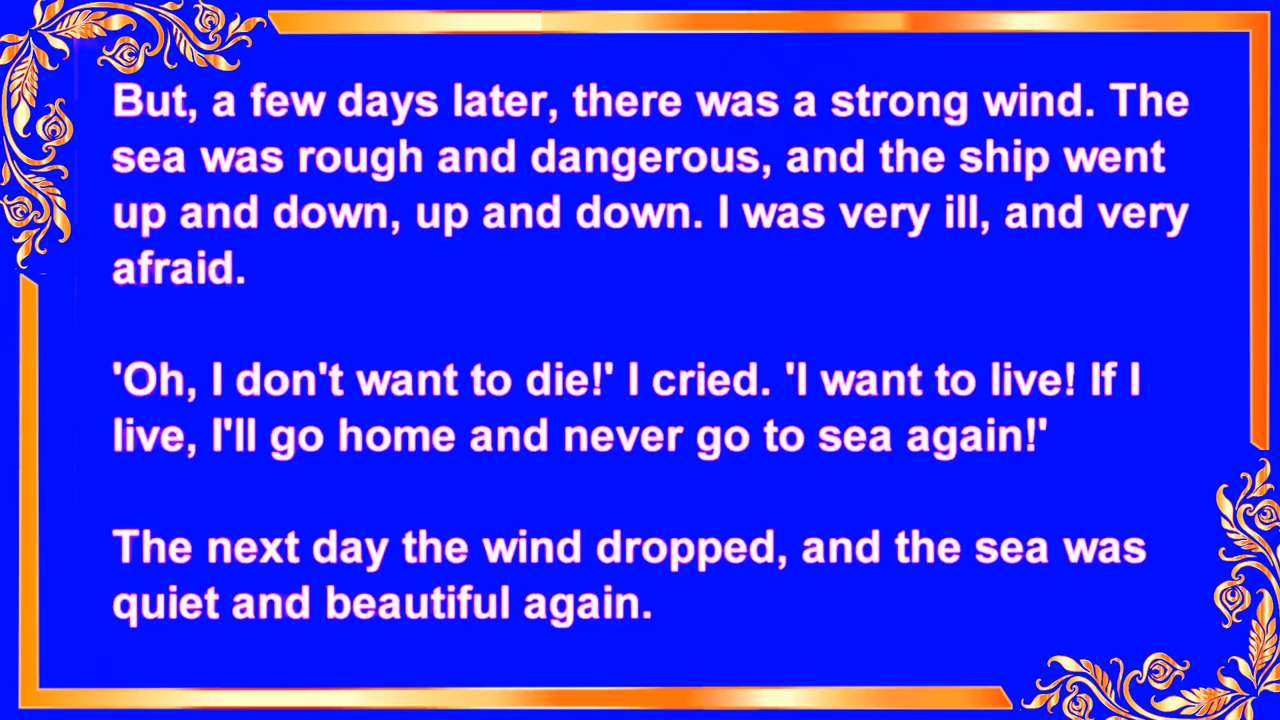 But, a few days later, there was a strong wind. The
sea was rough and dangerous, and the ship went
up and down, up and down. I was very ill, and very
afraid.
'Oh, I don't want to die!' I cried. 'I want to live! If I
live, I'll go home and never go to sea again!'
The next day the wind dropped, and the sea was
quiet and beautiful again.